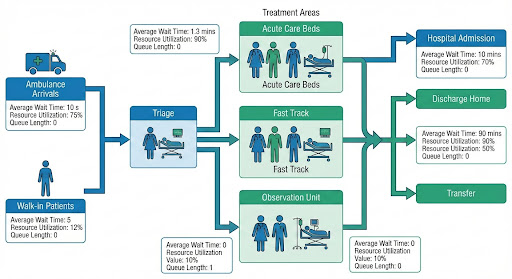 Treatment Areas
Ambulance
Arrivals
Average Wait Time: 10 s
Resource Utilization: 75%
Queue Length: 0
Walk-in Patients
Average Wait Time: 5
Resource Utilization: 12%
Queue Length: 0
Triage
Average Wait Time: 1.3 mins
Resource Utilization: 90%
Queue Length: 0
Acute Care Beds
Acute Care Beds
Fast Track
Fast Track
Observation Unit
Average Wait Time: 0
Resource Utilization
Value: 10%
Queue Length: 1
Average Wait Time: 0
Resource Utilization
Value: 10%
Queue Length: 0
Hospital Admission
Average Wait Time: 10 mins
Resource Utilization: 70%
Queue Length: 0
Discharge Home
Average Wait Time: 90 mins
Resource Utilization: 90%
Resource Utilization: 50%
Queue Length: 0
Transfer